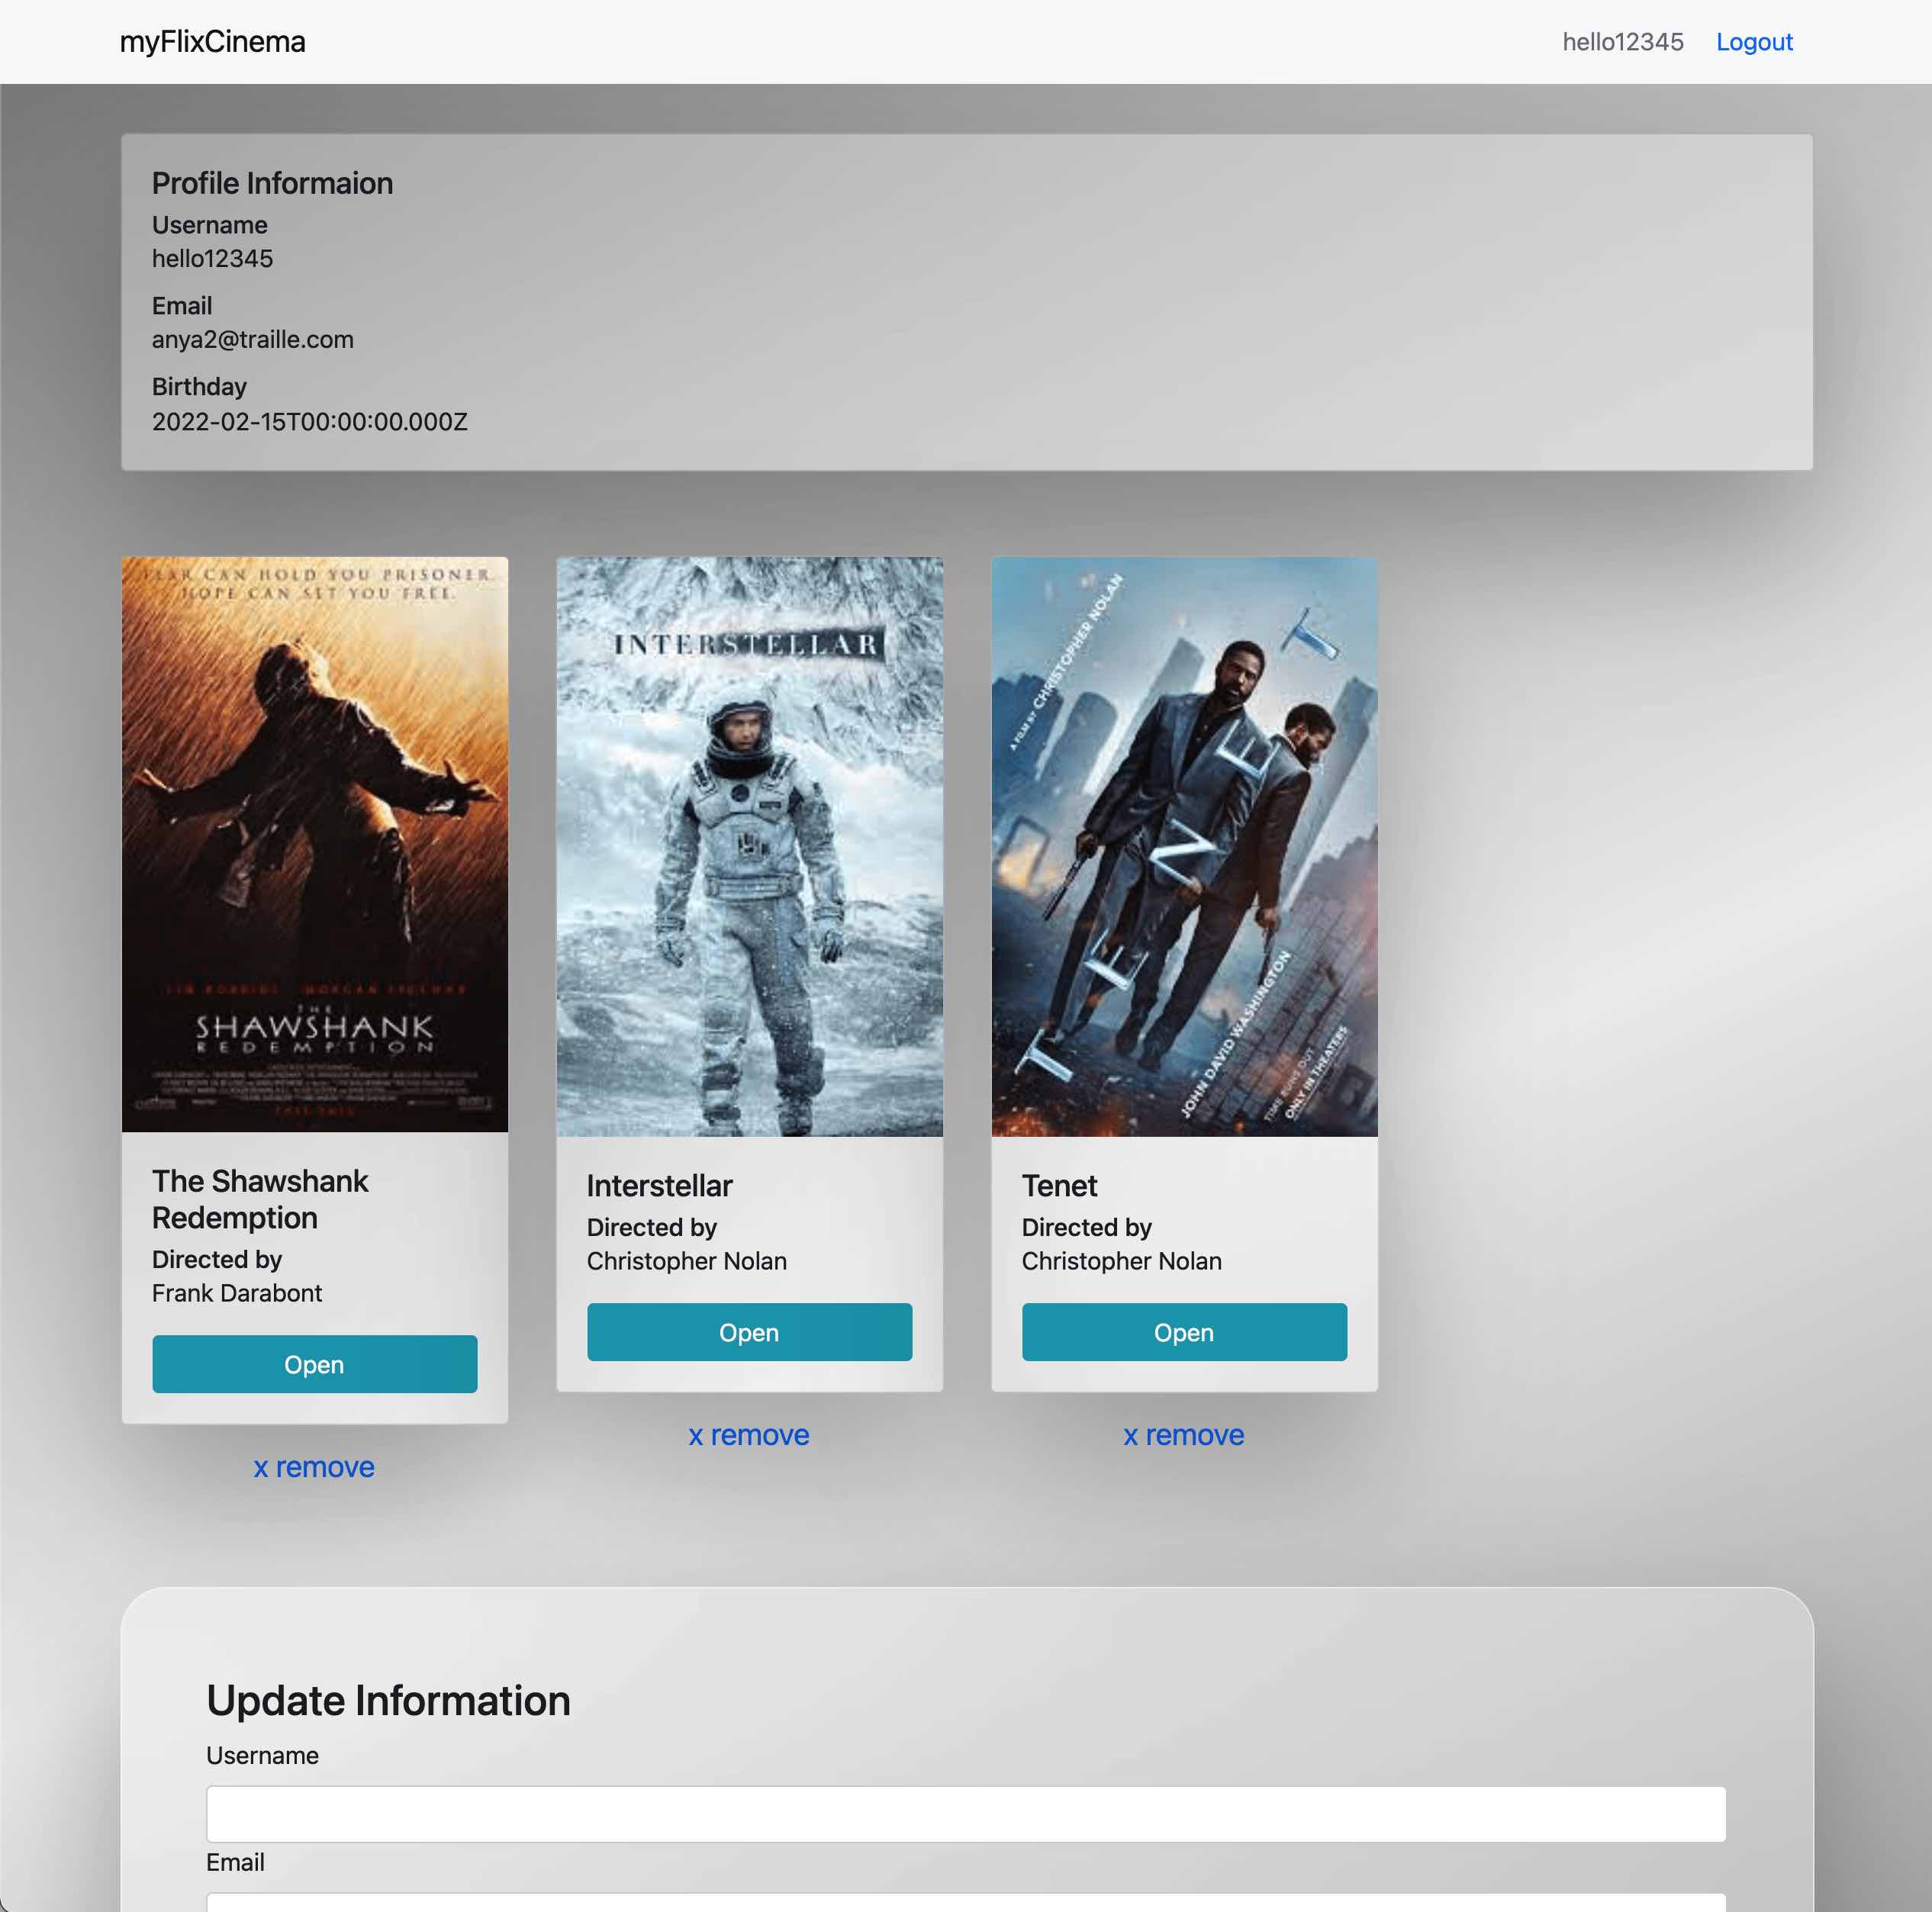 myFlixCinema
hello12345 Logout
Profile Informaion
Username
hello12345
Email
anya2@traille.com
Birthday
2022-02-15T00:00:00.000Z
FEAR CAN HOLD YOU PRISONER.
HOPE CAN SET YOU FREE.
TIM ROBBINS MORGAN FREEMAN
THE
SHAWSHANK
REDEMPTION
The Shawshank
Redemption
Directed by
Frank Darabont
Open
x remove
INTERSTELLAR
Interstellar
Directed by
Christopher Nolan
Open
x remove
A FILM BY CHRISTOPHER NOLAN
TENET
JOHN DAVID WASHINGTON
TIME RUNS OUT
ONLY IN THEATERS
Tenet
Directed by
Christopher Nolan
Open
x remove
Update Information
Username
Email